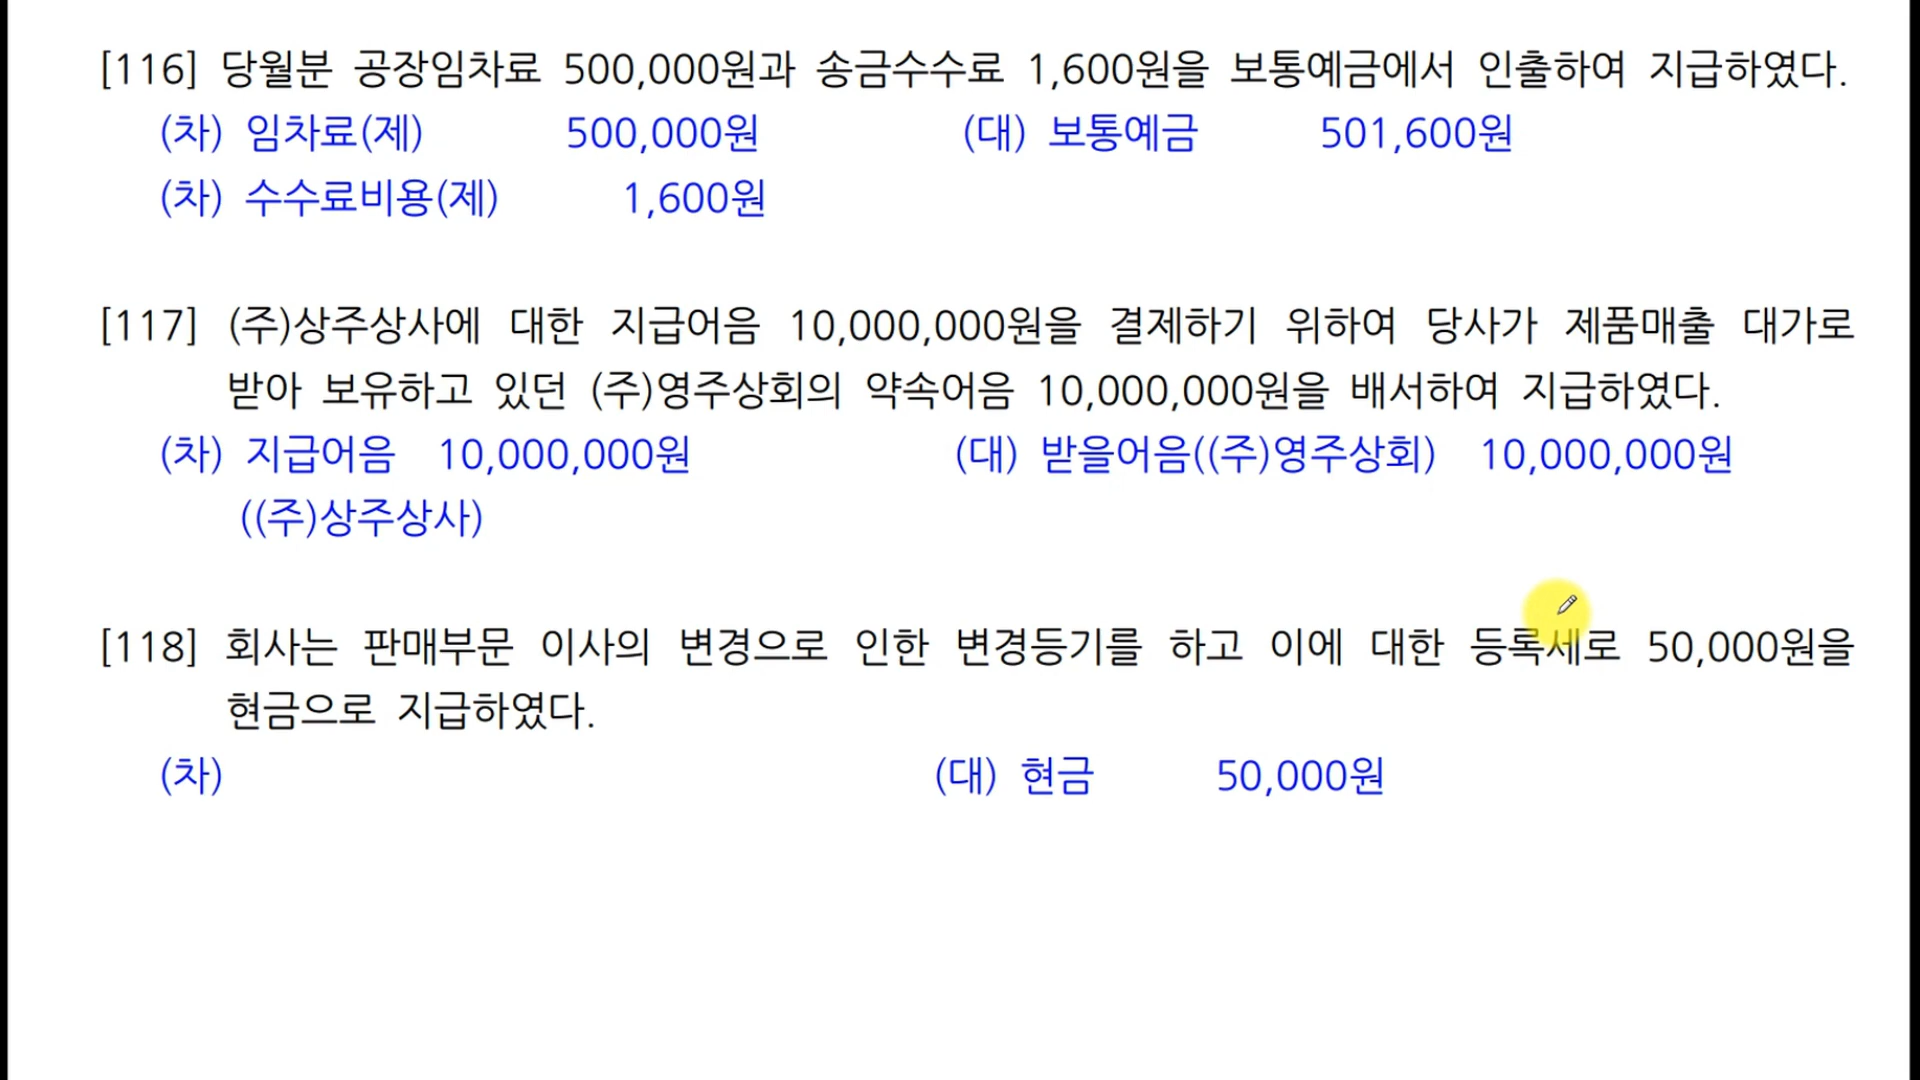 [116] 당월분 공장임차료 500,000원과 송금수수료 1,600원을 보통예금에서 인출하여 지급하였다.
(차) 임차료(제) 500,000원 (대) 보통예금 501,600원
(차) 수수료비용(제) 1,600원
[117] (주)상주상사에 대한 지급어음 10,000,000원을 결제하기 위하여 당사가 제품매출 대가로
받아 보유하고 있던 (주)영주상회의 약속어음 10,000,000원을 배서하여 지급하였다.
(차) 지급어음 10,000,000원 (대) 받을어음((주)영주상회) 10,000,000원
((주)상주상사)
[118] 회사는 판매부문 이사의 변경으로 인한 변경등기를 하고 이에 대한 등록세로 50,000원을
현금으로 지급하였다.
(차) (대) 현금 50,000원